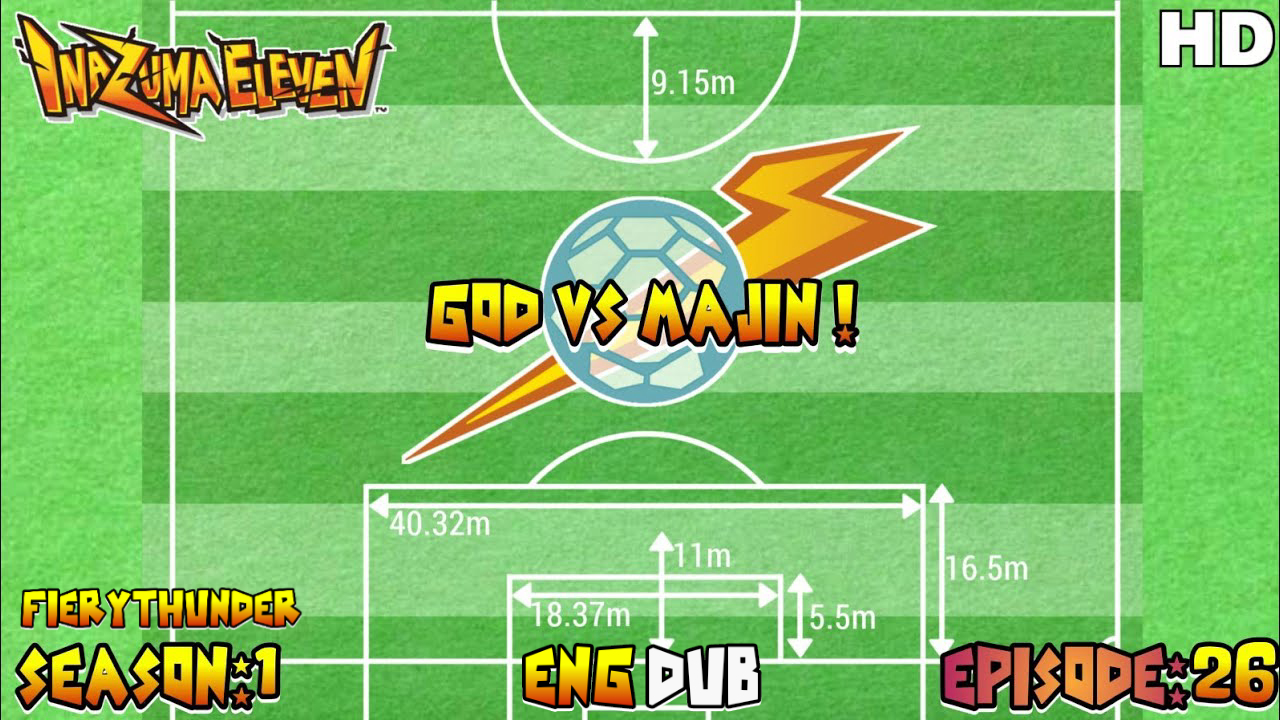 INAZUMA ELEVEN™
HD
9.15m
GOD VS MAJIN !
40.32m
11m
16.5m
18.37m
5.5m
FIERYTHUNDER
SEASON:1
ENG DUB
EPISODE:26